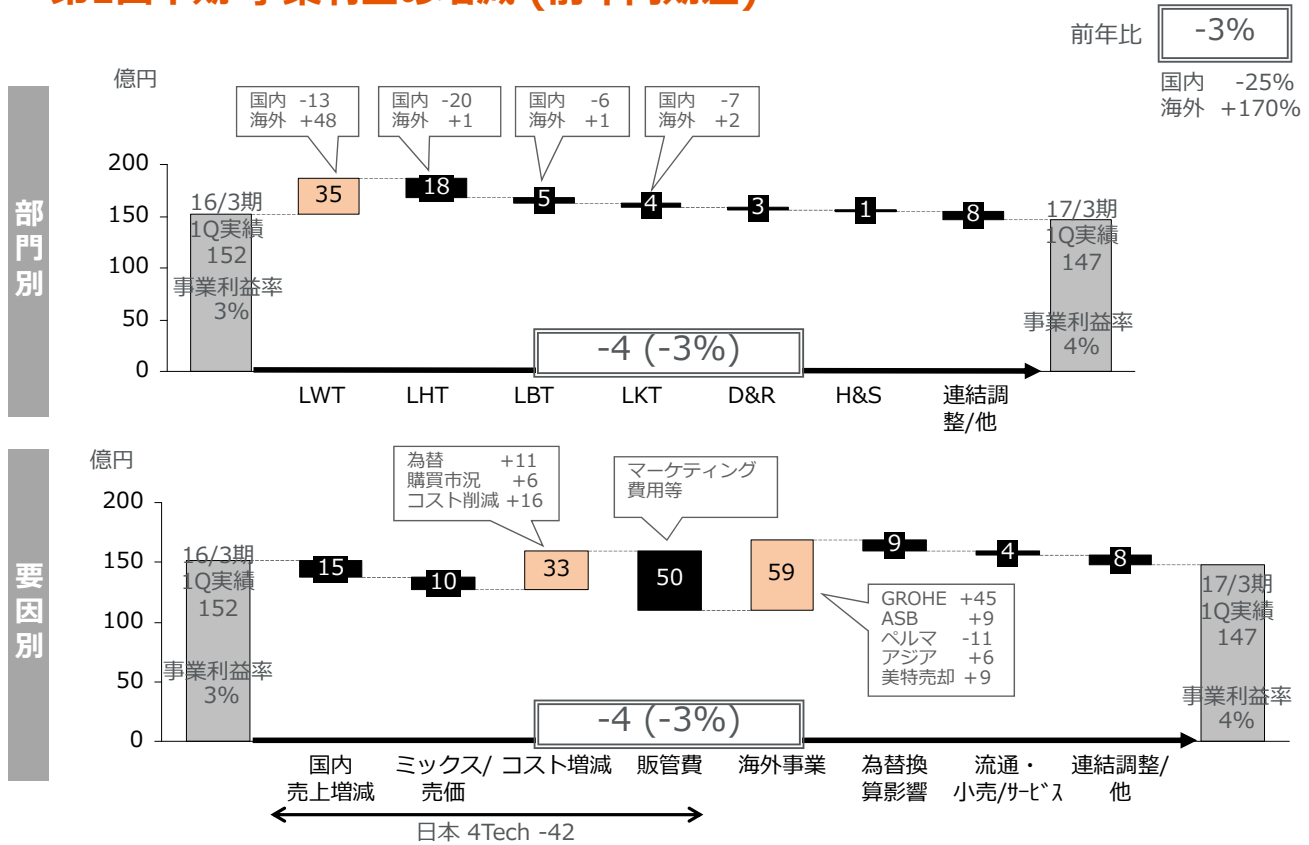 前年比
-3%
国内 -25%
海外 +170%
部門別
億円
国内 -13
海外 +48
国内 -20
海外 +1
国内 -6
海外 +1
国内 -7
海外 +2
200
150
100
50
0
16/3期
1Q実績
152
事業利益率
3%
35
18
5
4
3
1
8
17/3期
1Q実績
147
事業利益率
4%
-4 (-3%)
LWT
LHT
LBT
LKT
D&R
H&S
連結調
整/他
要因別
億円
為替 +11
購買市況 +6
コスト削減 +16
マーケティング
費用等
200
150
100
50
0
16/3期
1Q実績
152
事業利益率
3%
15
10
33
50
59
9
4
8
GROHE +45
ASB +9
ペルマ -11
アジア +6
美特売却 +9
17/3期
1Q実績
147
事業利益率
4%
-4 (-3%)
国内
売上増減
ミックス/
売価
コスト増減
販管費
海外事業
為替換
算影響
流通・
小売/ｻｰﾋﾞｽ
連結調整/
他
日本 4Tech -42